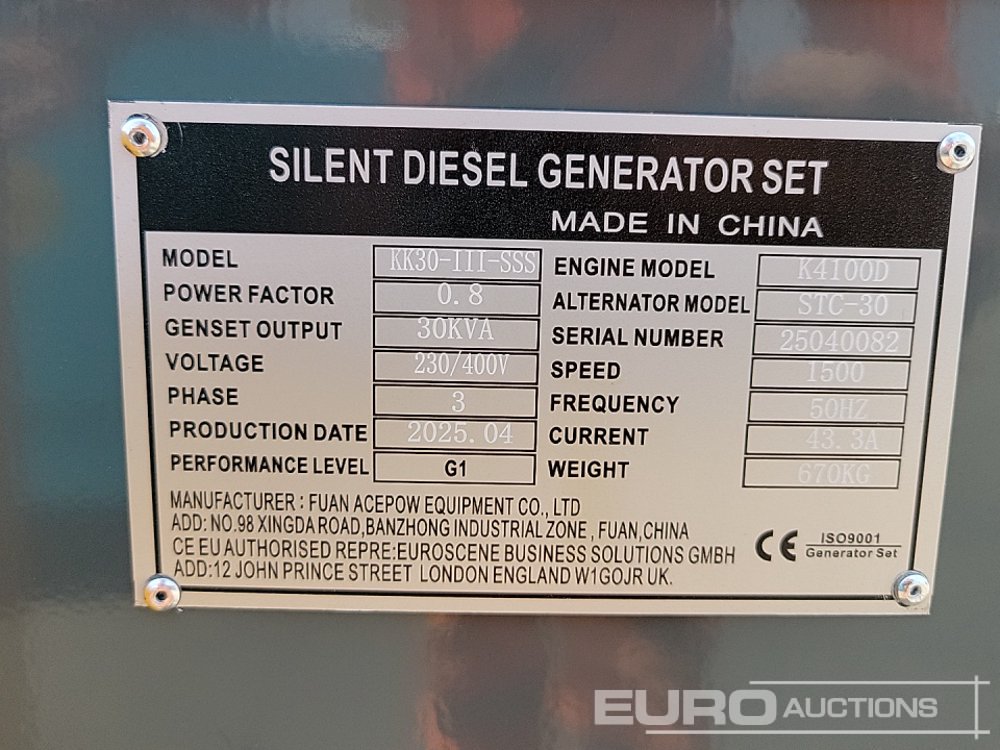 SILENT DIESEL GENERATOR SET
MADE IN CHINA
MODEL KK30-III-SSS
POWER FACTOR 0.8
GENSET OUTPUT 30KVA
VOLTAGE 230/400V
PHASE 3
PRODUCTION DATE 2025.04
PERFORMANCE LEVEL G1
ENGINE MODEL K4100D
ALTERNATOR MODEL STC-30
SERIAL NUMBER 25040082
SPEED 1500
FREQUENCY 50HZ
CURRENT 43.3A
WEIGHT 670KG
MANUFACTURER : FUAN ACEPOW EQUIPMENT CO., LTD
ADD: NO.98 XINGDA ROAD,BANZHONG INDUSTRIAL ZONE , FUAN,CHINA
CE EU AUTHORISED REPRE:EUROSCENE BUSINESS SOLUTIONS GMBH
ADD:12 JOHN PRINCE STREET LONDON ENGLAND W1GOJR UK.
CE
ISO9001
Generator Set
EURO AUCTIONS